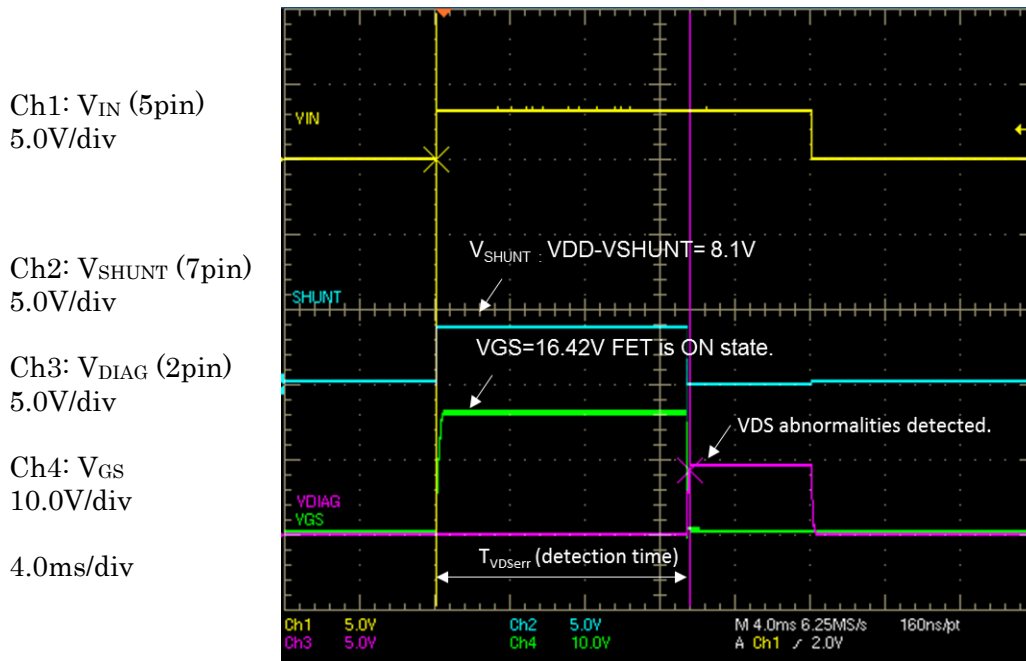 Ch1: VIN (5pin)
5.0V/div
Ch2: VSHUNT (7pin)
5.0V/div
Ch3: VDIAG (2pin)
5.0V/div
Ch4: VGS
10.0V/div
4.0ms/div
VIN
VSHUNT : VDD-VSHUNT= 8.1V
SHUNT
VGS=16.42V FET is ON state.
VDS abnormalities detected.
VDIAG
VGS
TVDSerr (detection time)
Ch1 5.0V Ch2 5.0V M 4.0ms 6.25MS/s 160ns/pt
Ch3 5.0V Ch4 10.0V A Ch1 / 2.0V